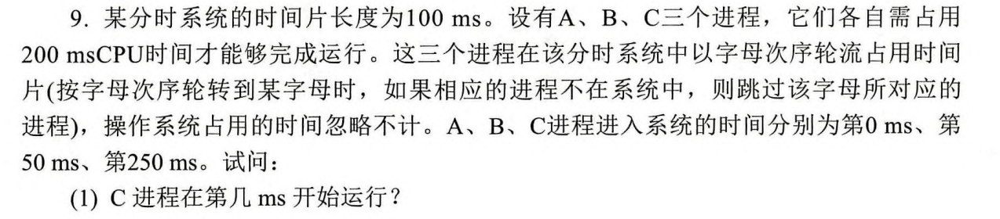 9. 某分时系统的时间片长度为100 ms。设有A、B、C三个进程，它们各自需占用
200 msCPU时间才能够完成运行。这三个进程在该分时系统中以字母次序轮流占用时间
片(按字母次序轮转到某字母时，如果相应的进程不在系统中，则跳过该字母所对应的
进程)，操作系统占用的时间忽略不计。A、B、C进程进入系统的时间分别为第0 ms、第
50 ms、第250 ms。试问：
(1) C 进程在第几 ms 开始运行？